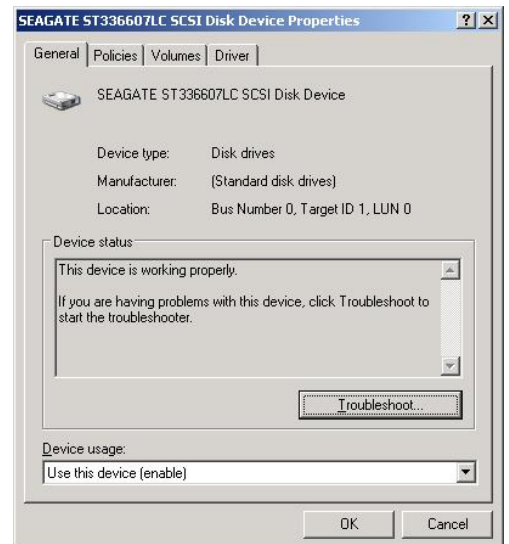 SEAGATE ST336607LC SCSI Disk Device Properties
General Policies Volumes Driver
SEAGATE ST336607LC SCSI Disk Device
Device type: Disk drives
Manufacturer: (Standard disk drives)
Location: Bus Number 0, Target ID 1, LUN 0
Device status
This device is working properly.
If you are having problems with this device, click Troubleshoot to
start the troubleshooter.
Troubleshoot...
Device usage:
Use this device (enable)
OK Cancel